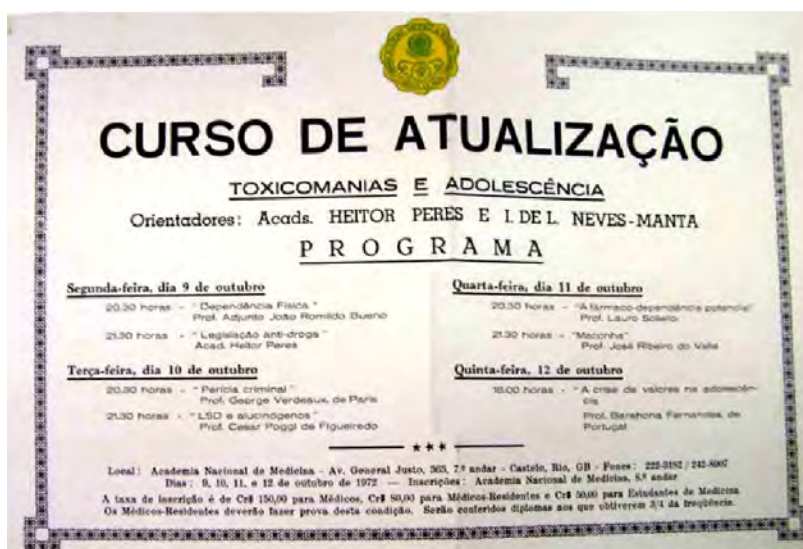 CURSO DE ATUALIZAÇÃO
TOXICOMANIAS E ADOLESCÊNCIA
Orientadores: Acads. HEITOR PERES E I. DE L. NEVES-MANTA
PROGRAMA
Segunda-feira, dia 9 de outubro
20.30 horas - "Dependência Física"
Prof. Adjunto João Romildo Bueno
21.30 horas - "Legislação anti-droga"
Acad. Heitor Peres
Terça-feira, dia 10 de outubro
20.30 horas - "Perícia criminal"
Prof. George Verdeaux, de Paris
21.30 horas - "LSD e alucinógenos"
Prof. Cesar Poggi de Figueiredo
Quarta-feira, dia 11 de outubro
20.30 horas - "A fármaco-dependência potencial"
Prof. Lauro Sollero
21.30 horas - "Maconha"
Prof. José Ribeiro do Valle
Quinta-feira, 12 de outubro
18.00 horas - "A crise de valores na adolescên-
cia
Prof. Barahona Fernandes, de
Portugal
Local: Academia Nacional de Medicina - Av. General Justo, 365, 7.º andar - Castelo, Rio, GB - Fones: 222-3182 /
Dias: 9, 10, 11, e 12 de outubro de 1972 — Inscrições: Academia Nacional de Medicina, 8.º andar
A taxa de inscrição é de Cr$ 150,00 para Médicos, Cr$ 80,00 para Médicos-Residentes e Cr$ 50,00 para Estudantes de Medicina
Os Médicos-Residentes deverão fazer prova desta condição. Serão conferidos diplomas aos que obtiverem 3/4 da freqüência.